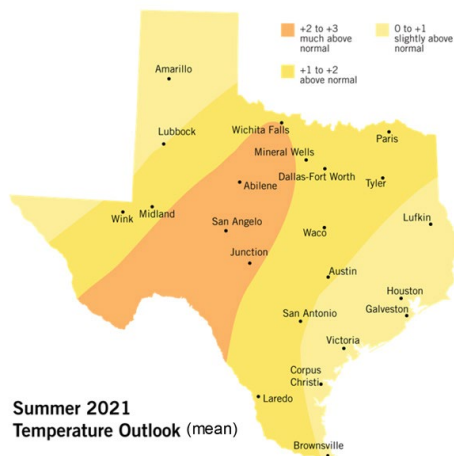 +2 to +3
much above
normal
0 to +1
slightly above
normal
+1 to +2
above normal
Amarillo
Lubbock
Wichita Falls
Paris
Mineral Wells
Dallas-Fort Worth
Abilene
Tyler
Wink
Midland
San Angelo
Waco
Lufkin
Junction
Austin
Houston
Galveston
San Antonio
Victoria
Corpus
Christi
Laredo
Brownsville
Summer 2021
Temperature Outlook (mean)